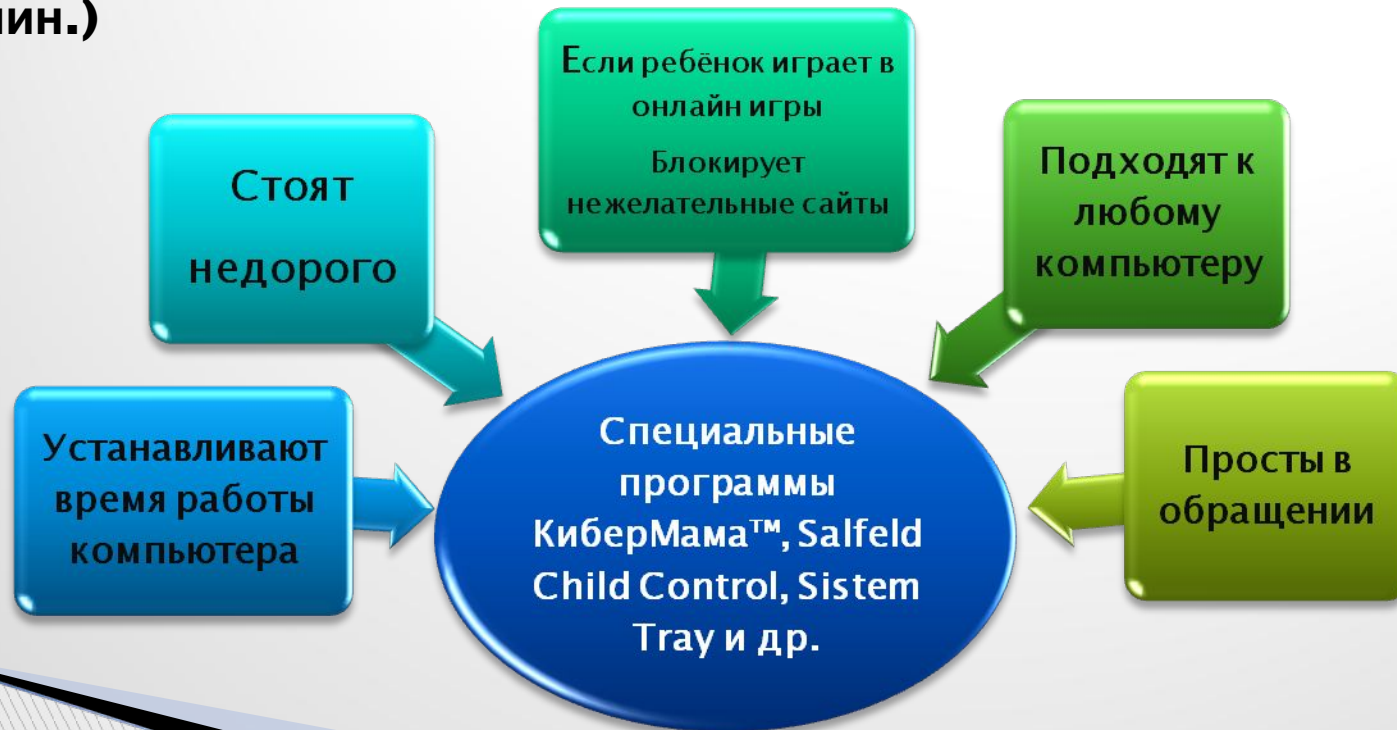 Если ребёнок играет в
онлайн игры
Блокирует
нежелательные сайты
Стоят
недорого
Подходят к
любому
компьютеру
Устанавливают
время работы
компьютера
Специальные
программы
КиберМама™, Salfeld
Child Control, Sistem
Tray и др.
Просты в
обращении